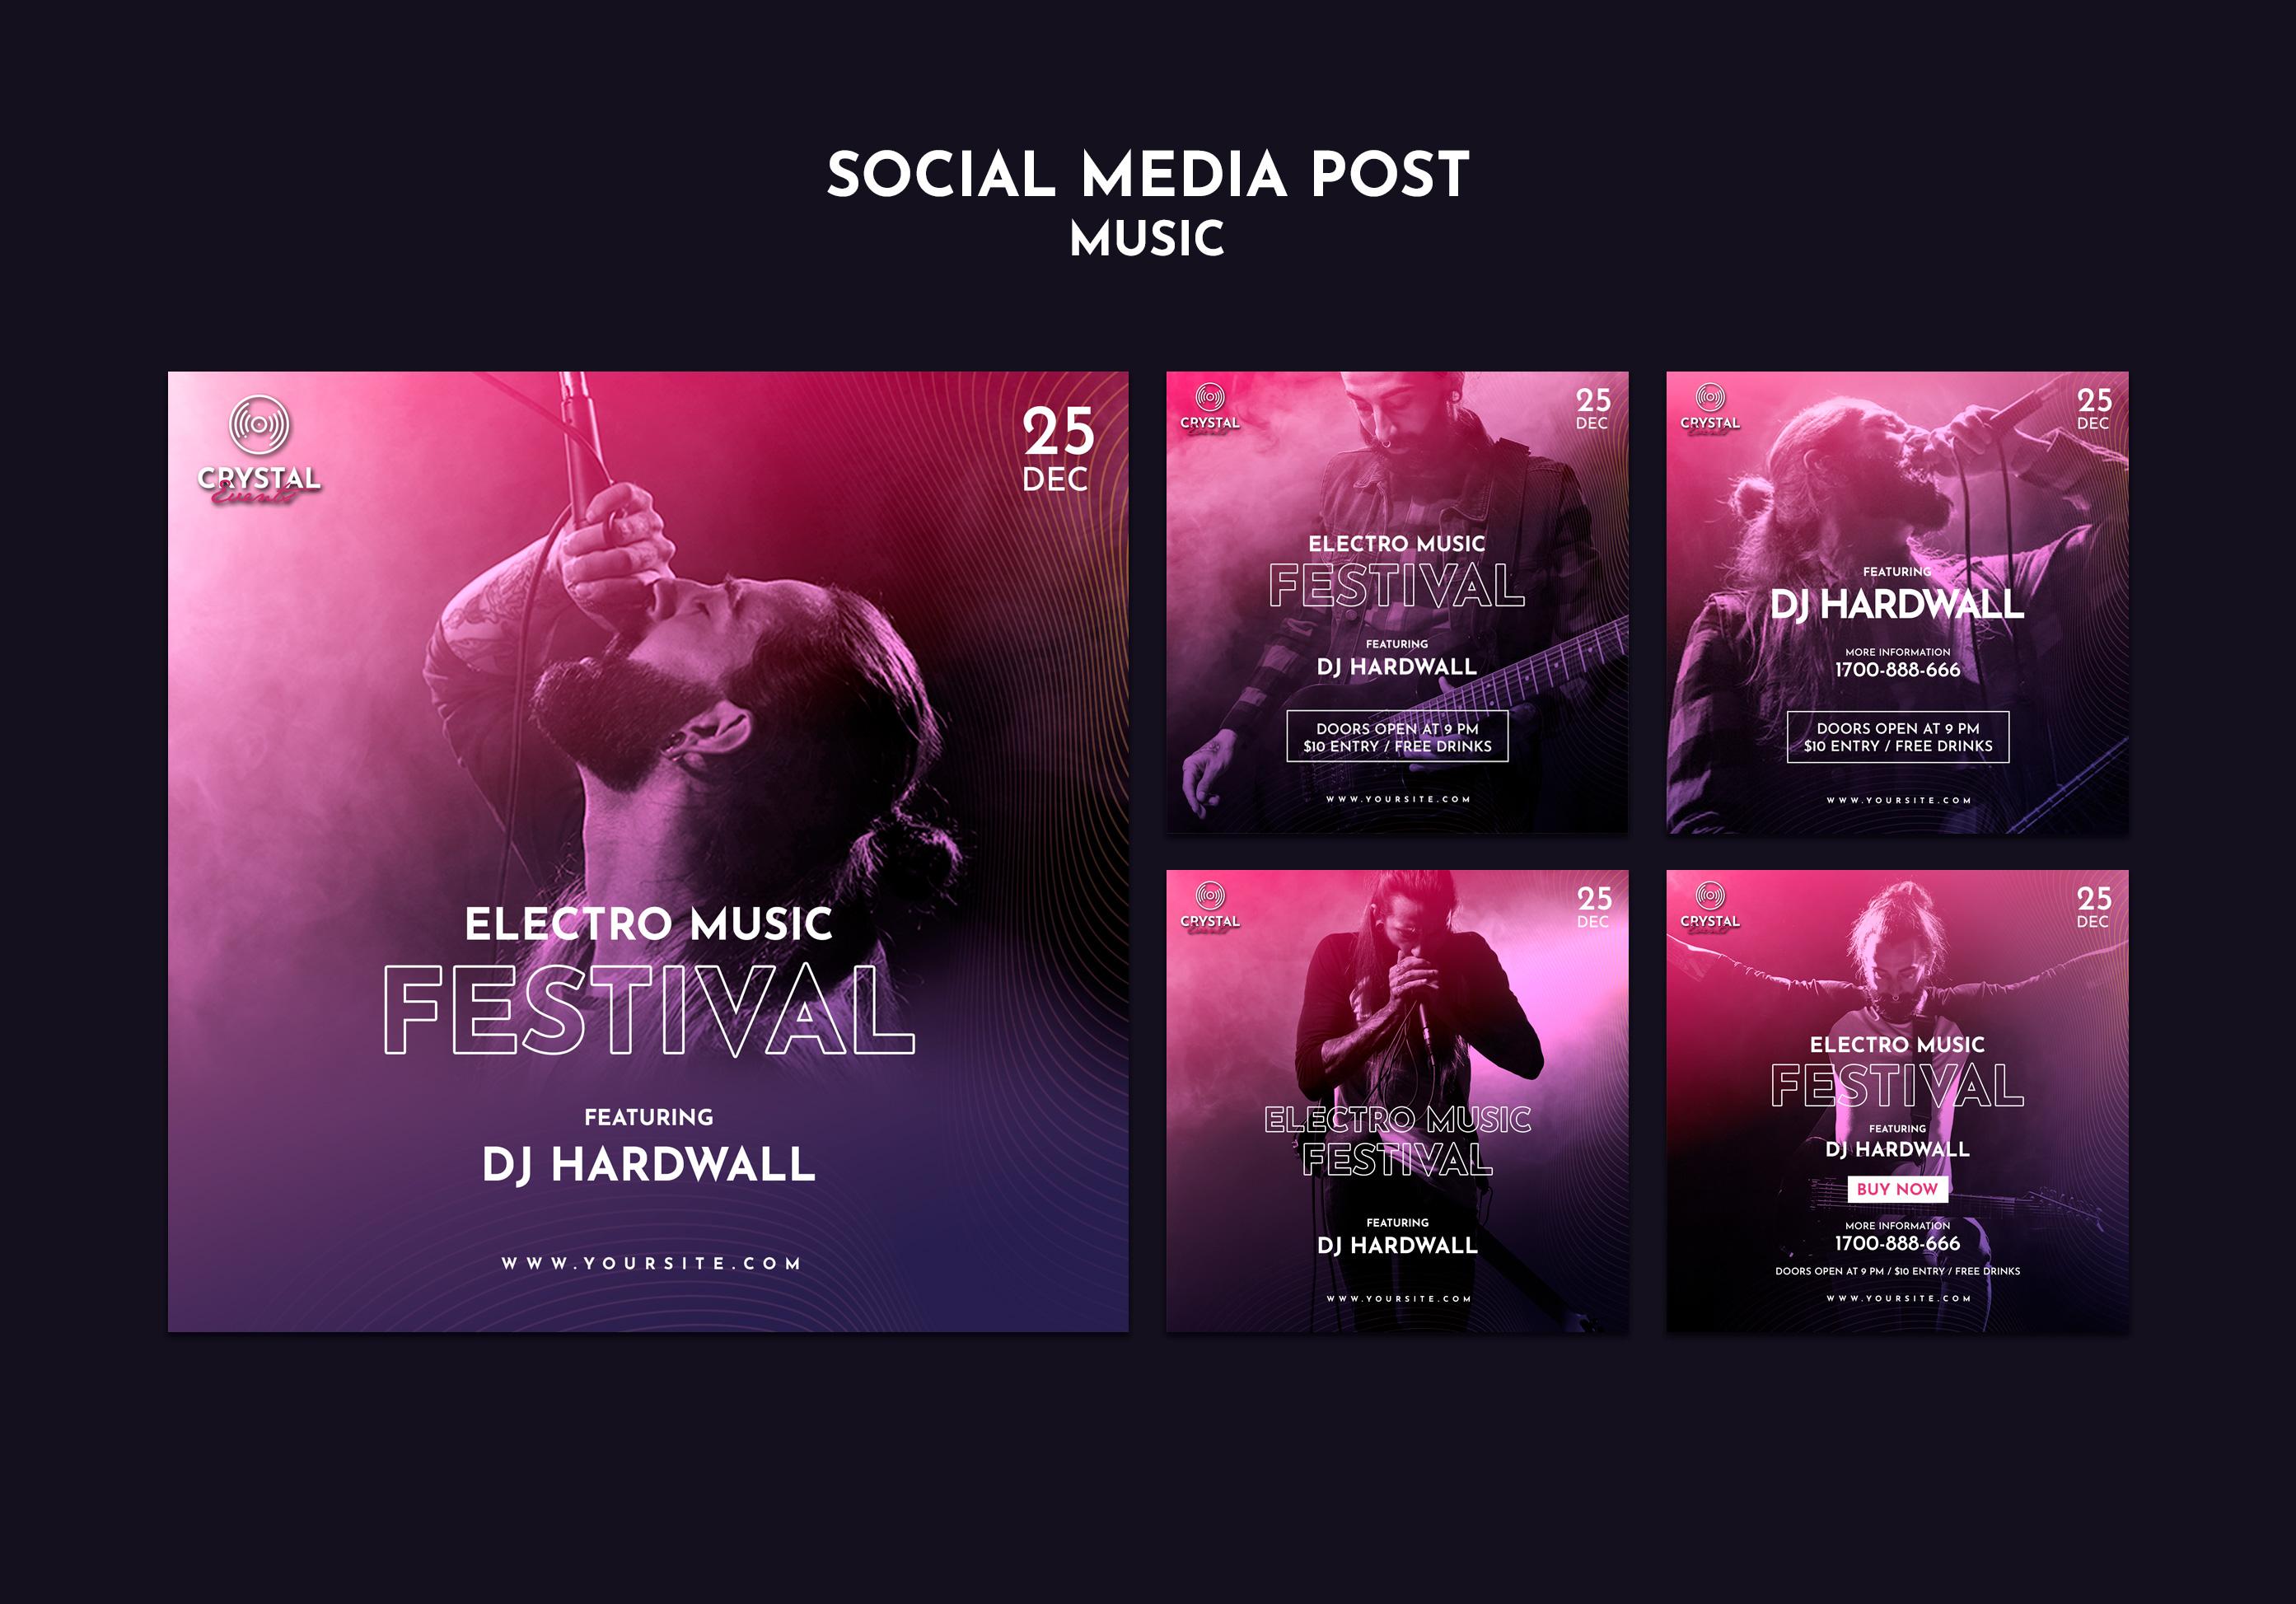 SOCIAL MEDIA POST
MUSIC
CRYSTAL
Events
25
DEC
ELECTRO MUSIC
FESTIVAL
FEATURING
DJ HARDWALL
WWW.YOURSITE.COM
CRYSTAL
Events
25
DEC
ELECTRO MUSIC
FESTIVAL
FEATURING
DJ HARDWALL
DOORS OPEN AT 9 PM
$10 ENTRY / FREE DRINKS
WWW.YOURSITE.COM
CRYSTAL
Events
25
DEC
FEATURING
DJ HARDWALL
MORE INFORMATION
1700-888-666
DOORS OPEN AT 9 PM
$10 ENTRY / FREE DRINKS
WWW.YOURSITE.COM
CRYSTAL
Events
25
DEC
ELECTRO MUSIC
FESTIVAL
FEATURING
DJ HARDWALL
WWW.YOURSITE.COM
CRYSTAL
Events
25
DEC
ELECTRO MUSIC
FESTIVAL
FEATURING
DJ HARDWALL
BUY NOW
MORE INFORMATION
1700-888-666
DOORS OPEN AT 9 PM / $10 ENTRY / FREE DRINKS
WWW.YOURSITE.COM